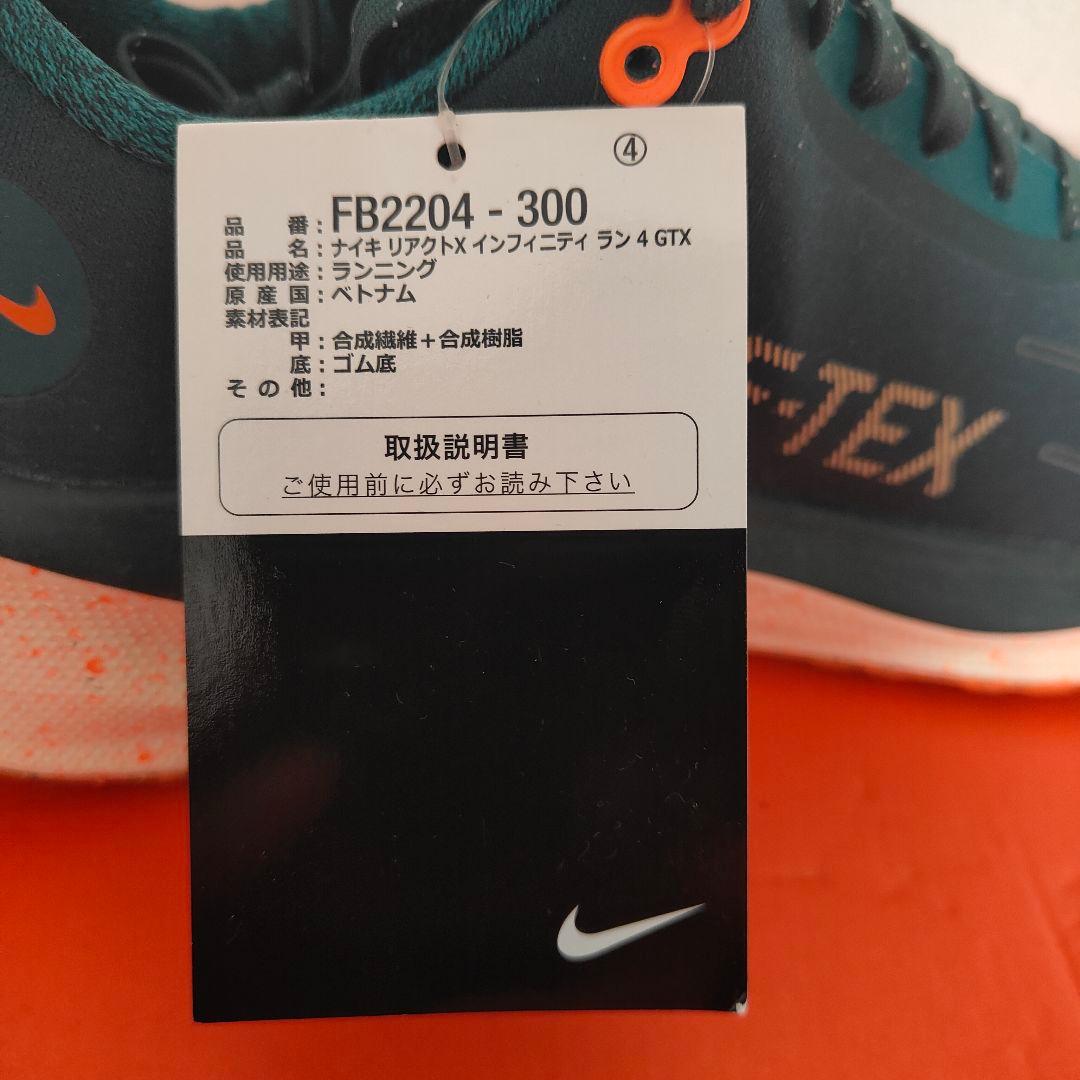 ④
品 番：FB2204 - 300
品 名：ナイキ リアクトX インフィニティ ラン 4 GTX
使用用途：ランニング
原産国：ベトナム
素材表記
甲：合成繊維＋合成樹脂
底：ゴム底
その他：
取扱説明書
ご使用前に必ずお読み下さい
-TEX